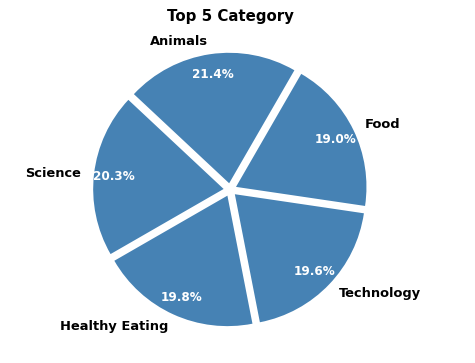 Top 5 Category
Animals
21.4%
Food
19.0%
Science
20.3%
Technology
19.6%
Healthy Eating
19.8%